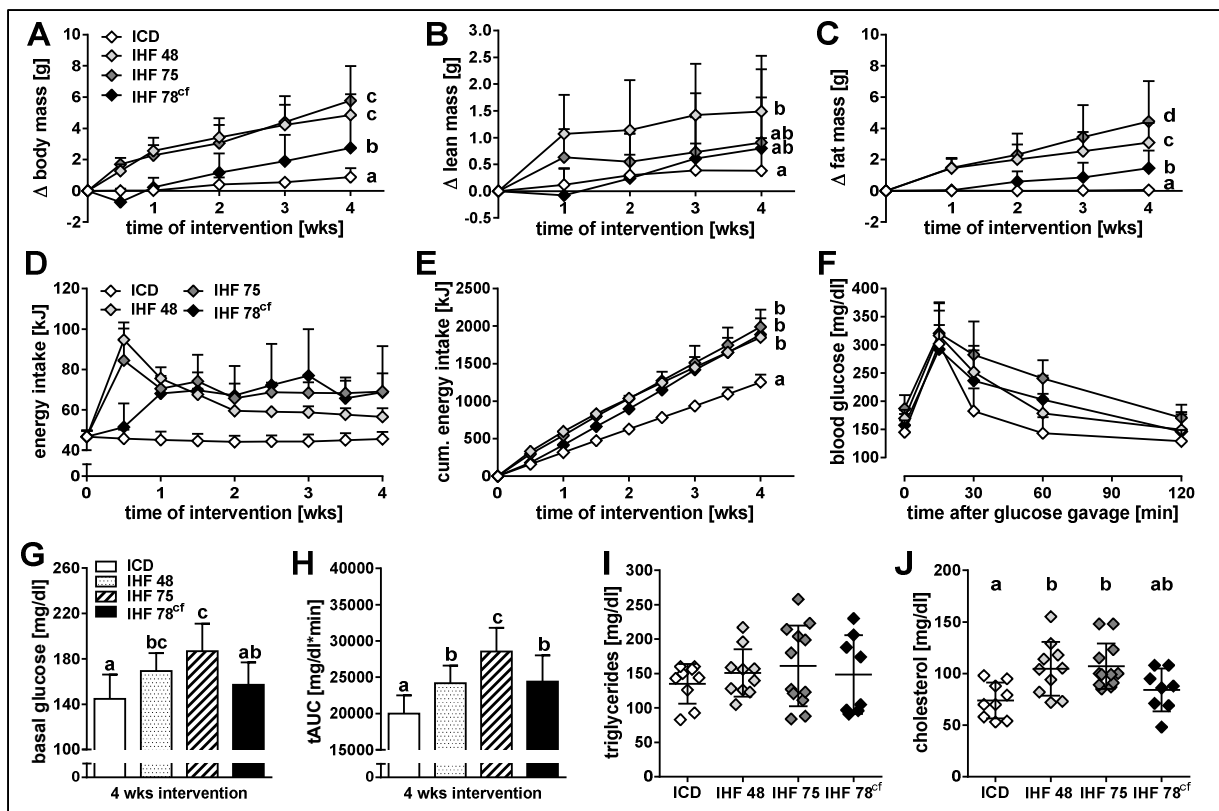 A
ICD
IHF 48
IHF 75
IHF 78cf
Δ body mass [g]
10
8
6
4
2
0
-2
1 2 3 4
time of intervention [wks]
c
c
b
a
B
Δ lean mass [g]
3.0
2.5
2.0
1.5
1.0
0.5
0.0
-0.5
1 2 3 4
time of intervention [wks]
b
ab
ab
a
C
Δ fat mass [g]
10
8
6
4
2
0
-2
1 2 3 4
time of intervention [wks]
d
c
b
a
D
ICD
IHF 48
IHF 75
IHF 78cf
energy intake [kJ]
120
100
80
60
40
0
0 1 2 3 4
time of intervention [wks]
E
cum. energy intake [kJ]
2500
2000
1500
1000
500
0
0 1 2 3 4
time of intervention [wks]
b
b
b
a
F
blood glucose [mg/dl]
400
350
300
250
200
150
100
0
0 30 60 90 120
time after glucose gavage [min]
G
ICD
IHF 48
IHF 75
IHF 78cf
basal glucose [mg/dl]
260
220
180
140
100
0
a bc c ab
4 wks intervention
H
tAUC [mg/dl*min]
40000
35000
30000
25000
20000
15000
0
a b c b
4 wks intervention
I
triglycerides [mg/dl]
300
250
200
150
100
50
0
ICD IHF 48 IHF 75 IHF 78cf
J
cholesterol [mg/dl]
200
150
100
50
0
a b b ab
ICD IHF 48 IHF 75 IHF 78cf